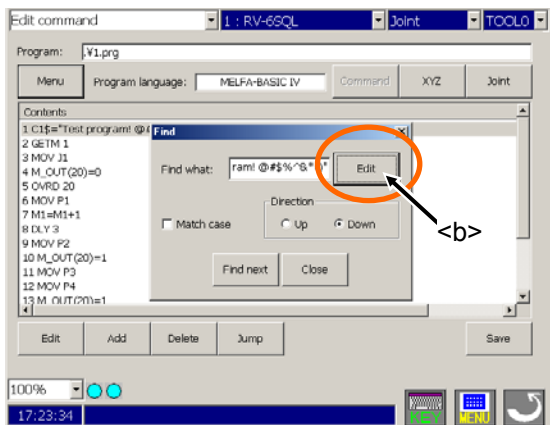 Edit command 1 : RV-6SQL Joint TOOL0
Program: .¥1.prg
Menu Program language: MELFA-BASIC IV Command XYZ Joint
Contents
1 C1$="Test program! @(
2 GETM 1
3 MOV J1
4 M_OUT(20)=0
5 OVRD 20
6 MOV P1
7 M1=M1+1
8 DLY 3
9 MOV P2
10 M_OUT(20)=1
11 MOV P3
12 MOV P4
13 M_OUT(20)=1
Find
Find what: ram! @#$%^&*()" Edit
Direction
Match case Up Down
Find next Close
<b>
Edit Add Delete Jump Save
100%
17:23:34 KEY MENU